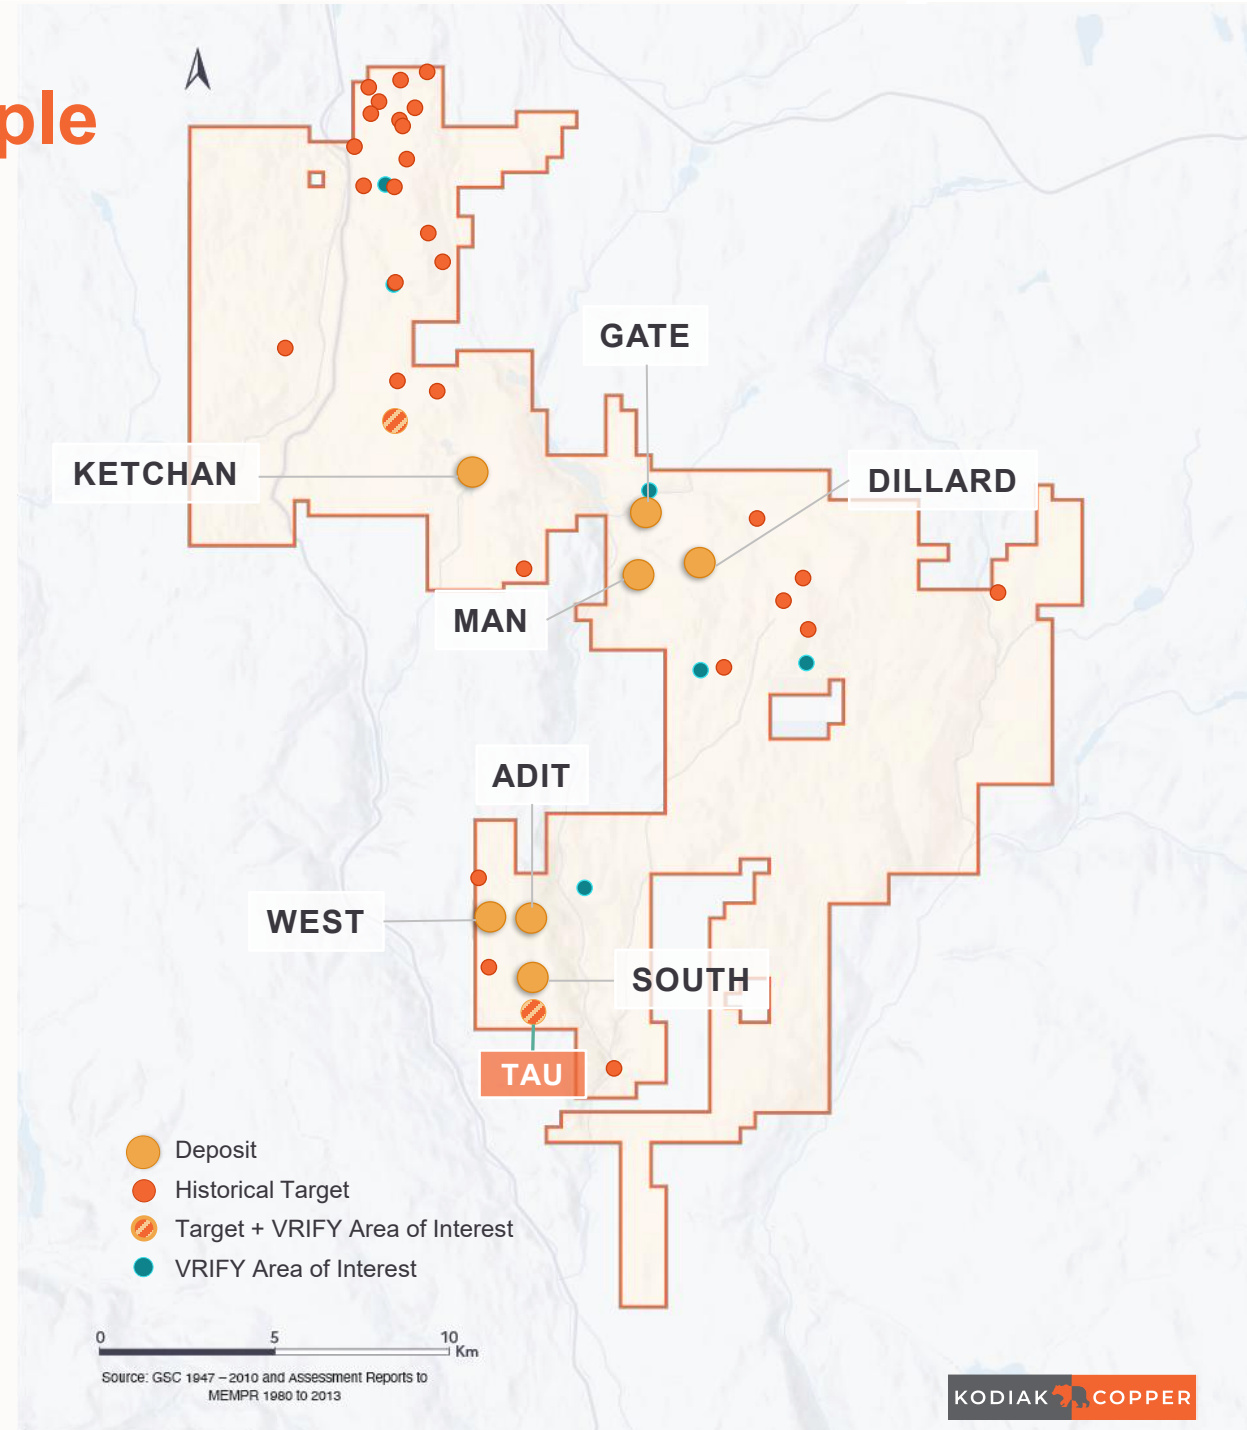 ple
GATE
KETCHAN
DILLARD
MAN
ADIT
WEST
SOUTH
TAU
Deposit
Historical Target
Target + VRIFY Area of Interest
VRIFY Area of Interest
0 5 10
Km
Source: GSC 1947 – 2010 and Assessment Reports to
MEMPR 1980 to 2013
KODIAK COPPER